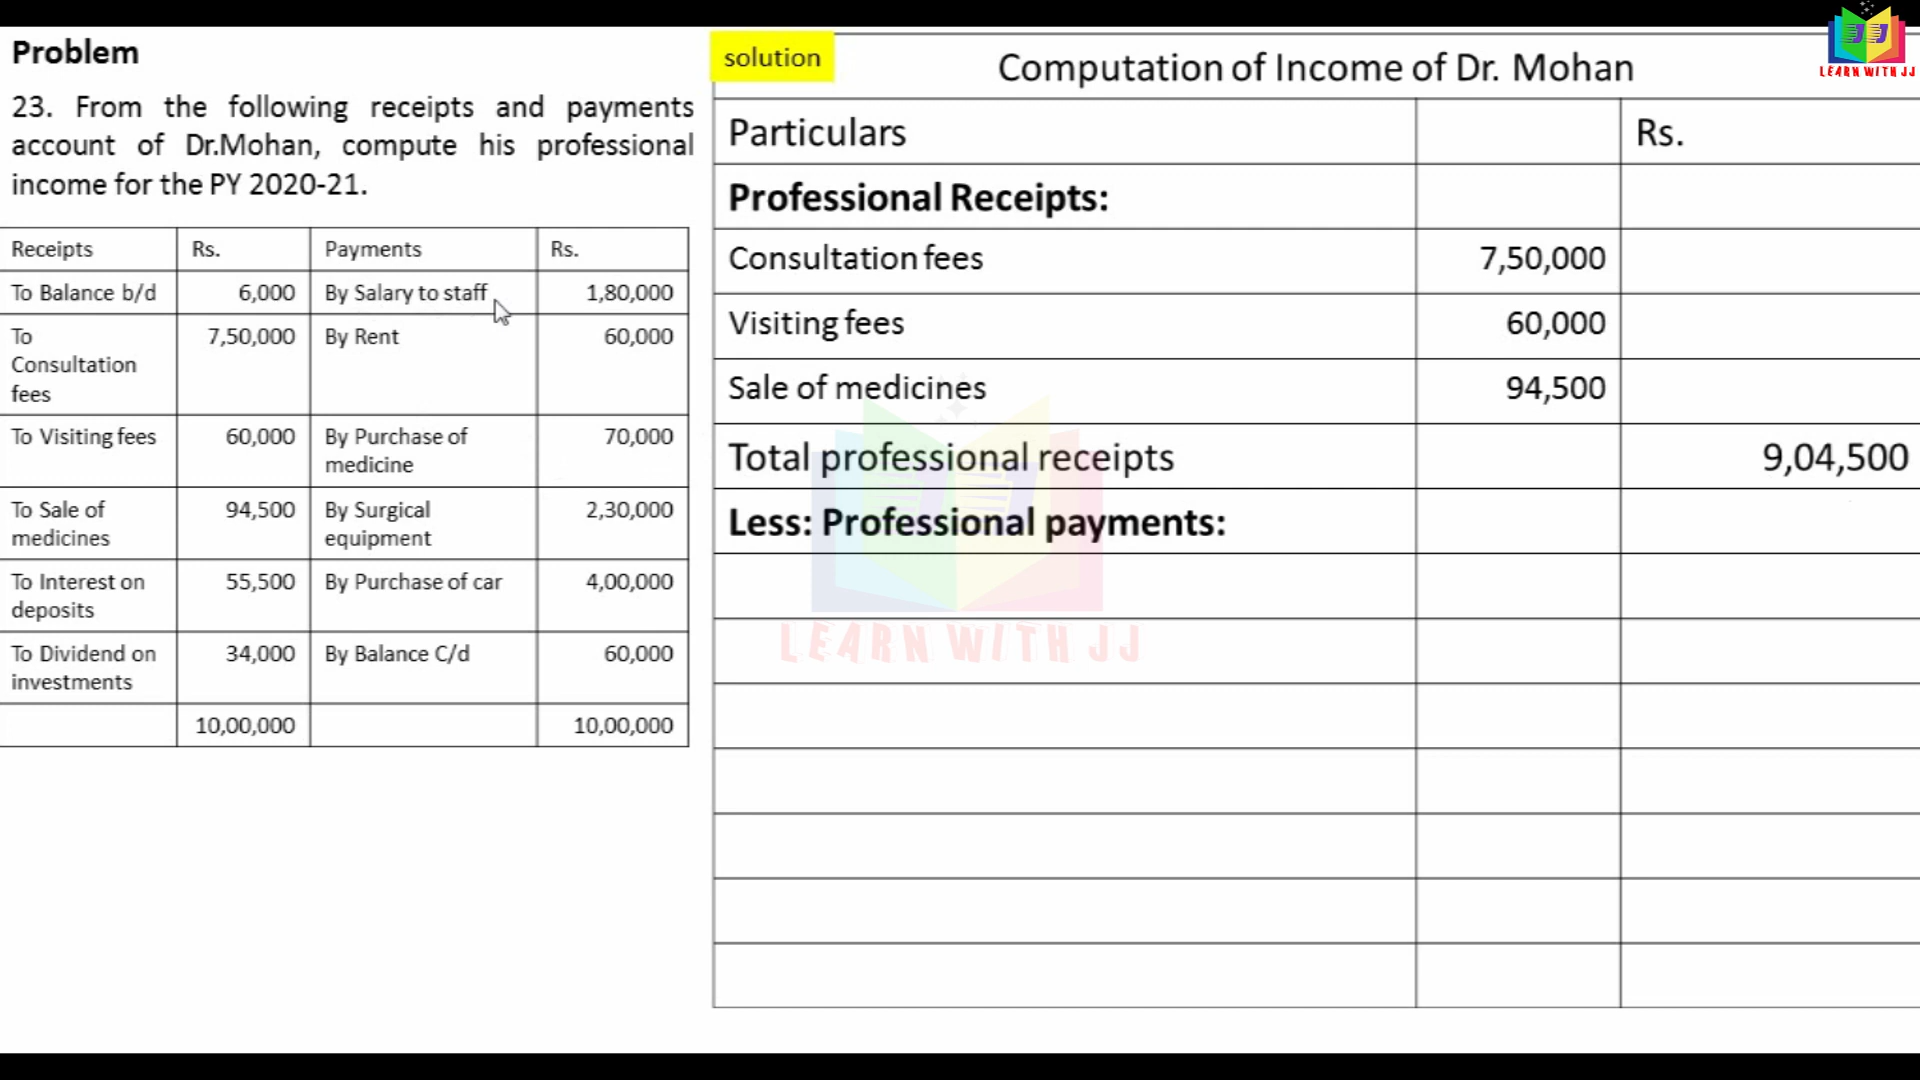 Problem
23. From the following receipts and payments
account of Dr.Mohan, compute his professional
income for the PY 2020-21.
Receipts Rs. Payments Rs.
To Balance b/d 6,000 By Salary to staff 1,80,000
To 7,50,000 By Rent 60,000
Consultation
fees
To Visiting fees 60,000 By Purchase of 70,000
medicine
To Sale of 94,500 By Surgical 2,30,000
medicines equipment
To Interest on 55,500 By Purchase of car 4,00,000
deposits
To Dividend on 34,000 By Balance C/d 60,000
investments
10,00,000 10,00,000
solution
Computation of Income of Dr. Mohan
Particulars Rs.
Professional Receipts:
Consultation fees 7,50,000
Visiting fees 60,000
Sale of medicines 94,500
Total professional receipts 9,04,500
Less: Professional payments:
LEARN WITH JJ
JJ
LEARN WITH JJ